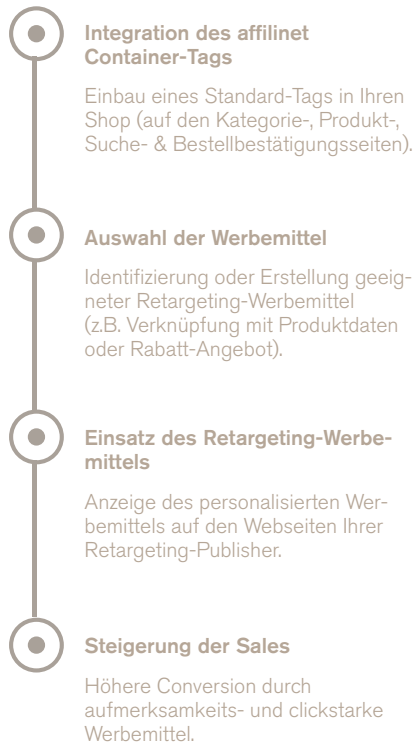 Integration des affilinet
Container-Tags
Einbau eines Standard-Tags in Ihren
Shop (auf den Kategorie-, Produkt-,
Suche- & Bestellbestätigungsseiten).
Auswahl der Werbemittel
Identifizierung oder Erstellung geeig-
neter Retargeting-Werbemittel
(z.B. Verknüpfung mit Produktdaten
oder Rabatt-Angebot).
Einsatz des Retargeting-Werbe-
mittels
Anzeige des personalisierten Wer-
bemittels auf den Webseiten Ihrer
Retargeting-Publisher.
Steigerung der Sales
Höhere Conversion durch
aufmerksamkeits- und clickstarke
Werbemittel.